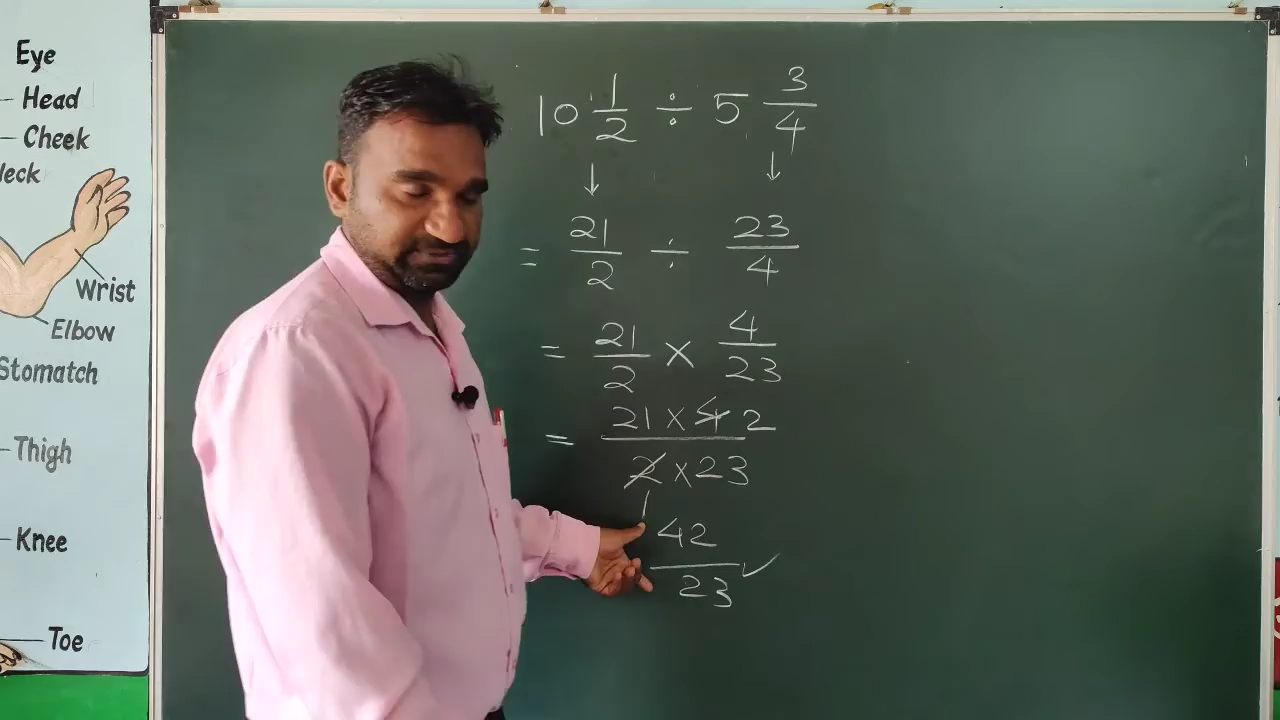 Eye
Head
Cheek
Wrist
Elbow
Stomatch
Thigh
Knee
Toe
10 1/2 ÷ 5 3/4
↓ ↓
= 21/2 ÷ 23/4
= 21/2 × 4/23
= 21 × 4 2 / 2 × 23
1
42/23 ✓